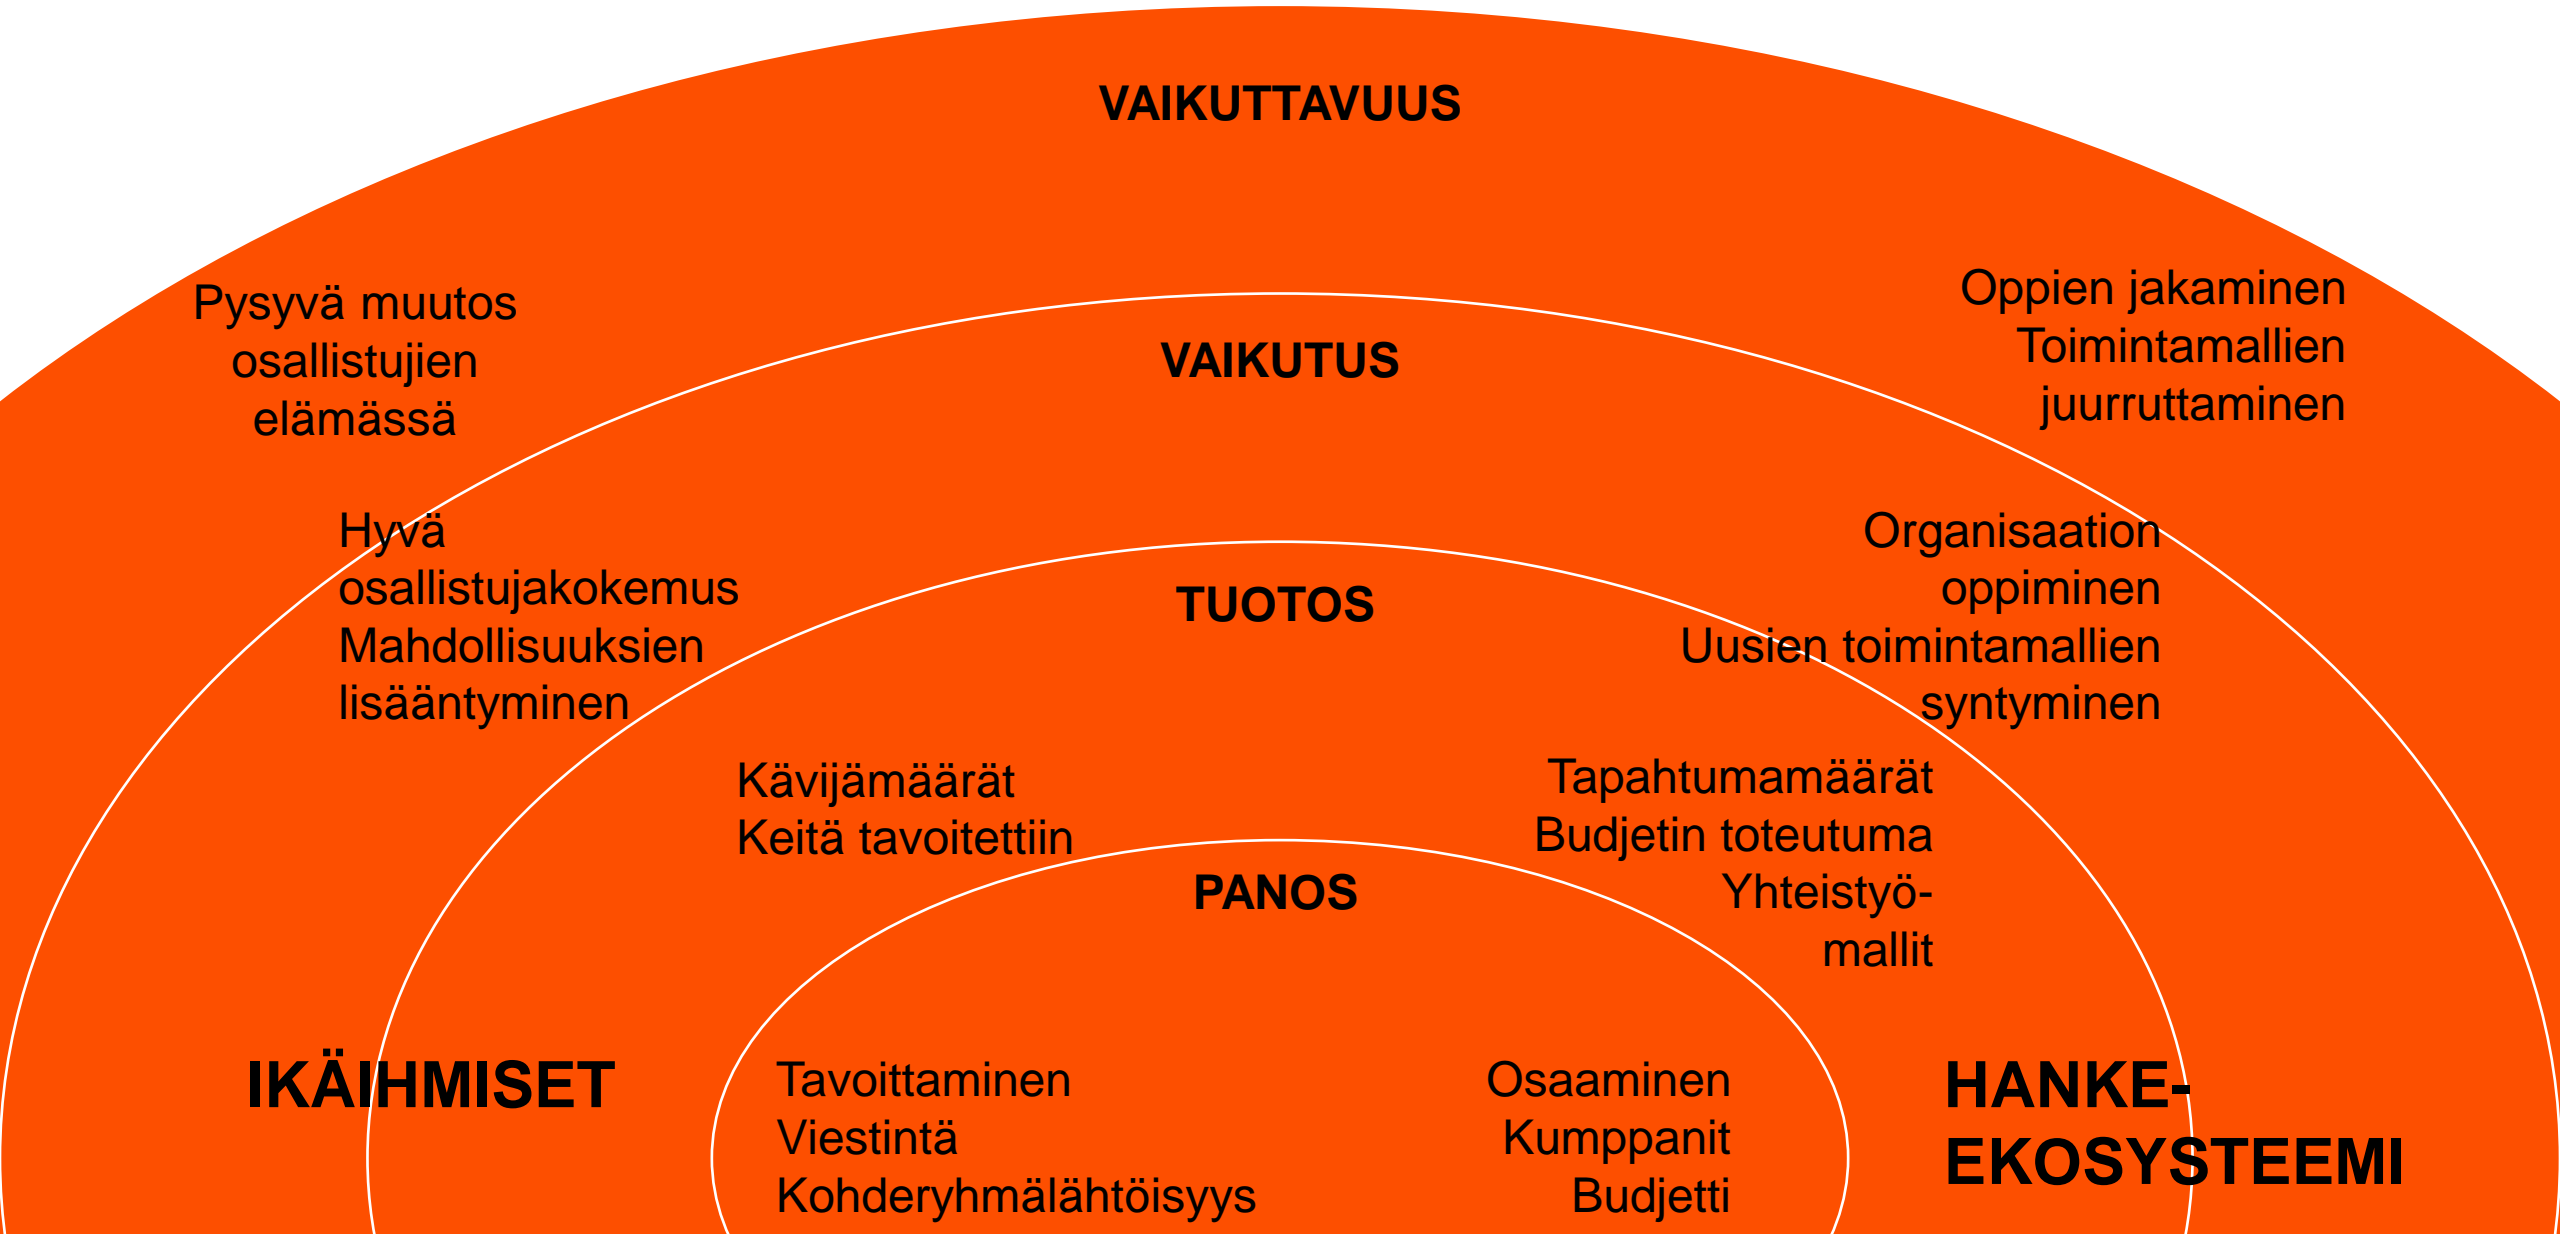 VAIKUTTAVUUS
Pysyvä muutos
osallistujien
elämässä
Oppien jakaminen
Toimintamallien
juurruttaminen
VAIKUTUS
Hyvä
osallistujakokemus
Mahdollisuuksien
lisääntyminen
Organisaation
oppiminen
Uusien toimintamallien
syntyminen
TUOTOS
Kävijämäärät
Keitä tavoitettiin
Tapahtumamäärät
Budjetin toteutuma
Yhteistyö-
mallit
PANOS
IKÄIHMISET
Tavoittaminen
Viestintä
Kohderyhmälähtöisyys
Osaaminen
Kumppanit
Budjetti
HANKE-
EKOSYSTEEMI